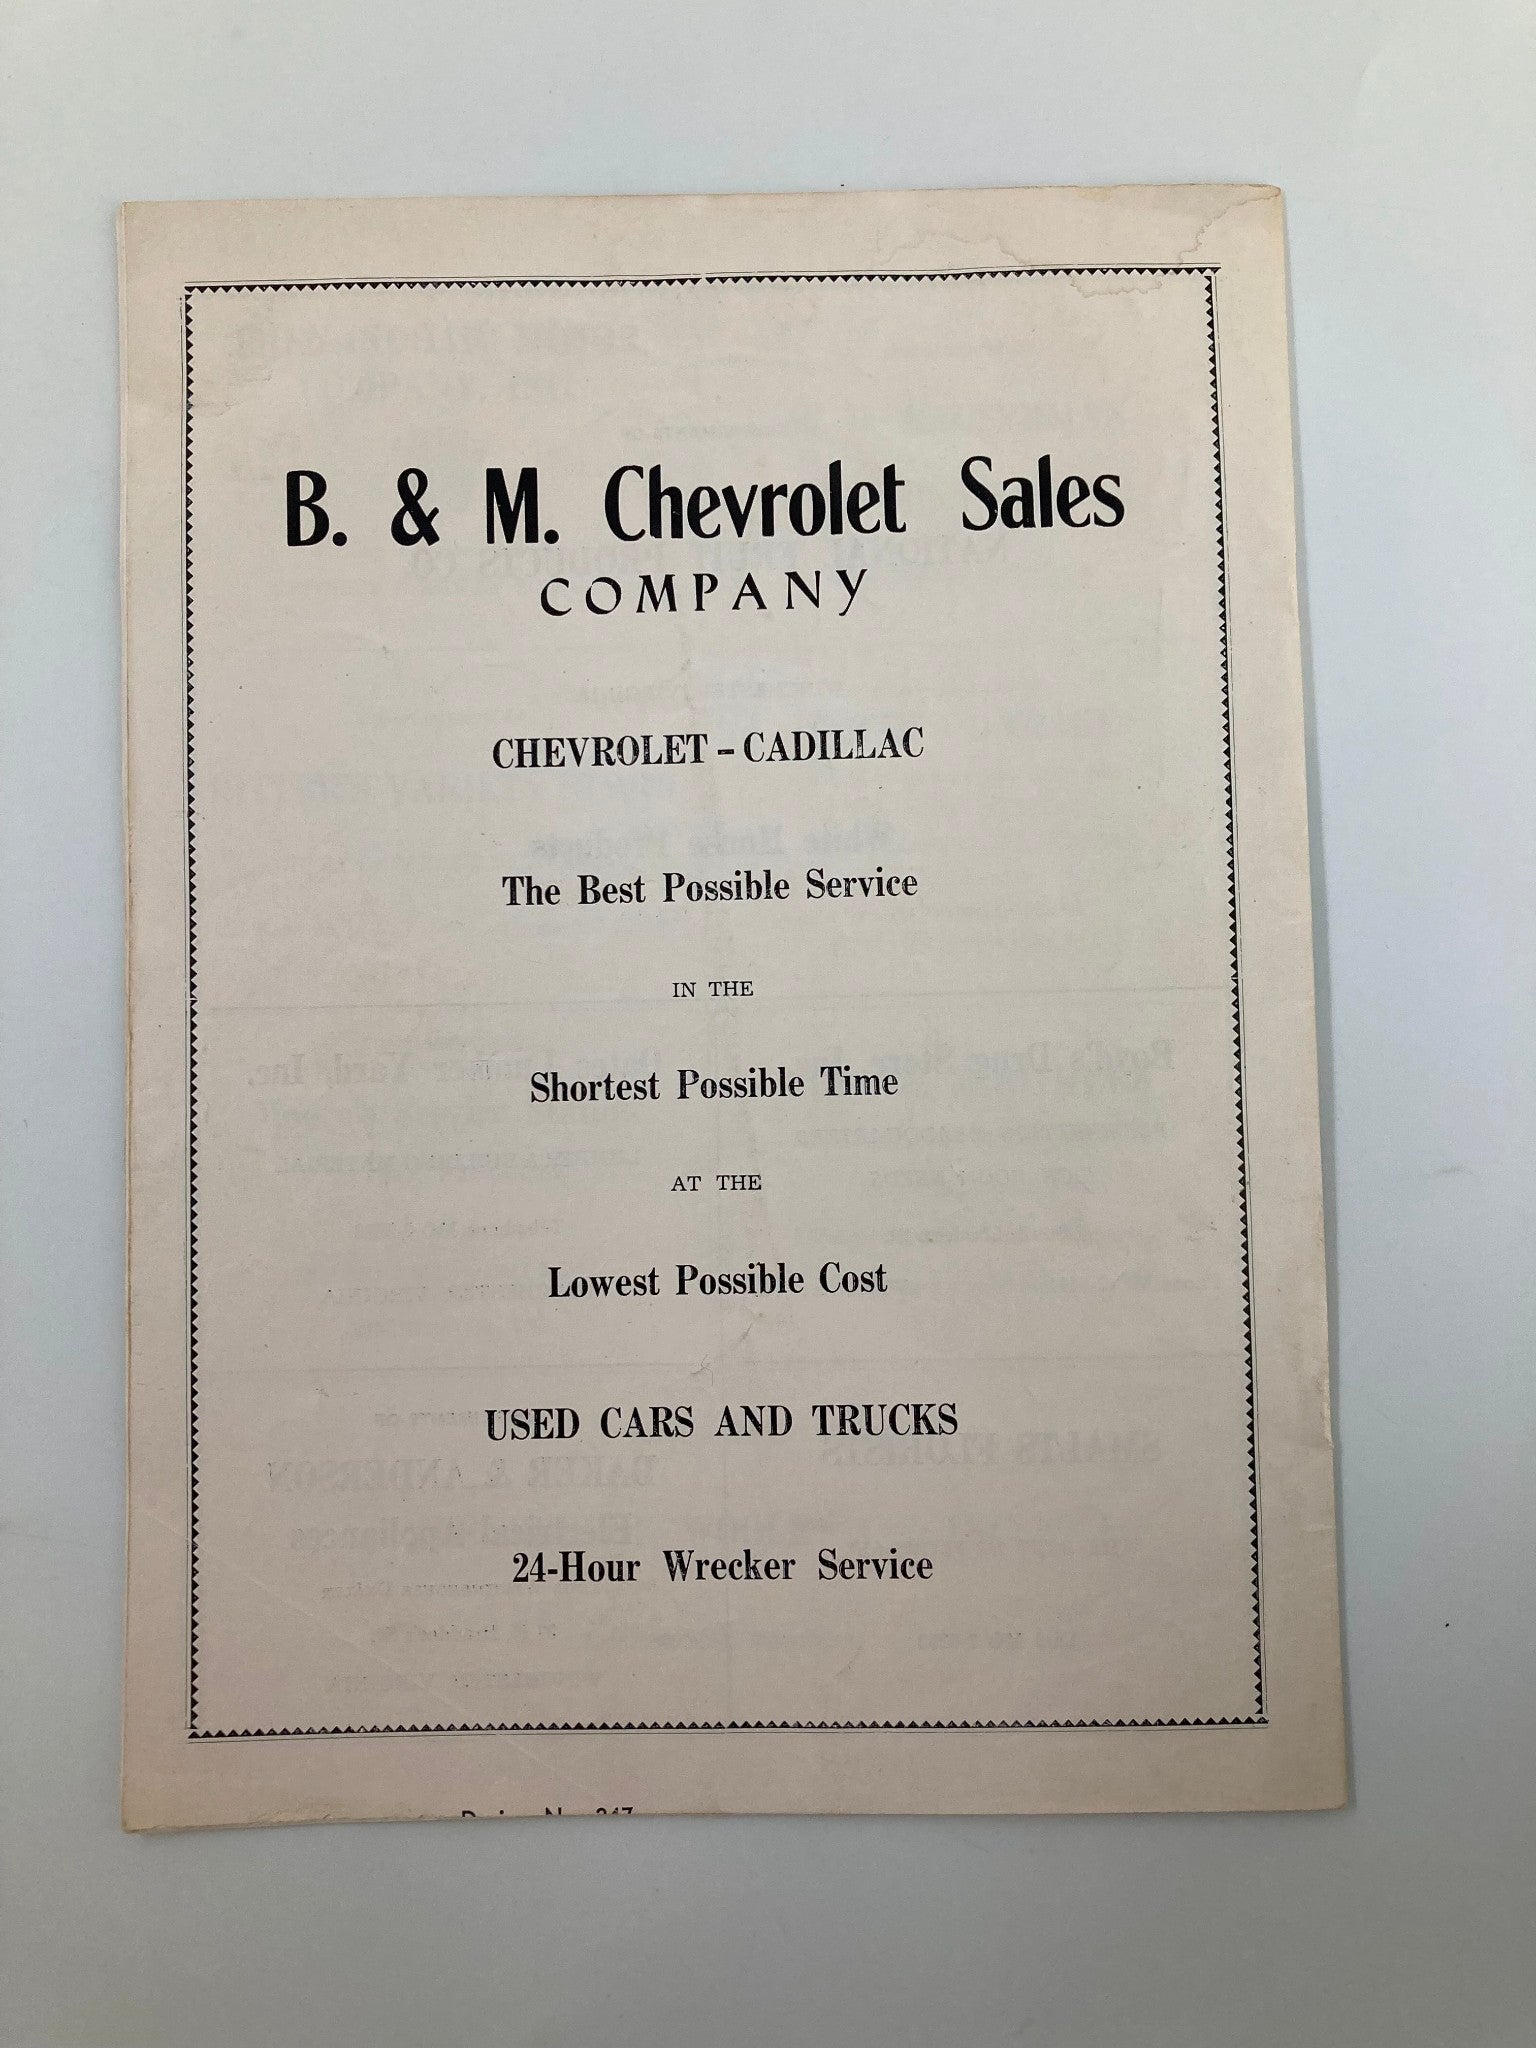 B. & M. Chevrolet Sales
COMPANY
CHEVROLET – CADILLAC
The Best Possible Service
IN THE
Shortest Possible Time
AT THE
Lowest Possible Cost
USED CARS AND TRUCKS
24-Hour Wrecker Service